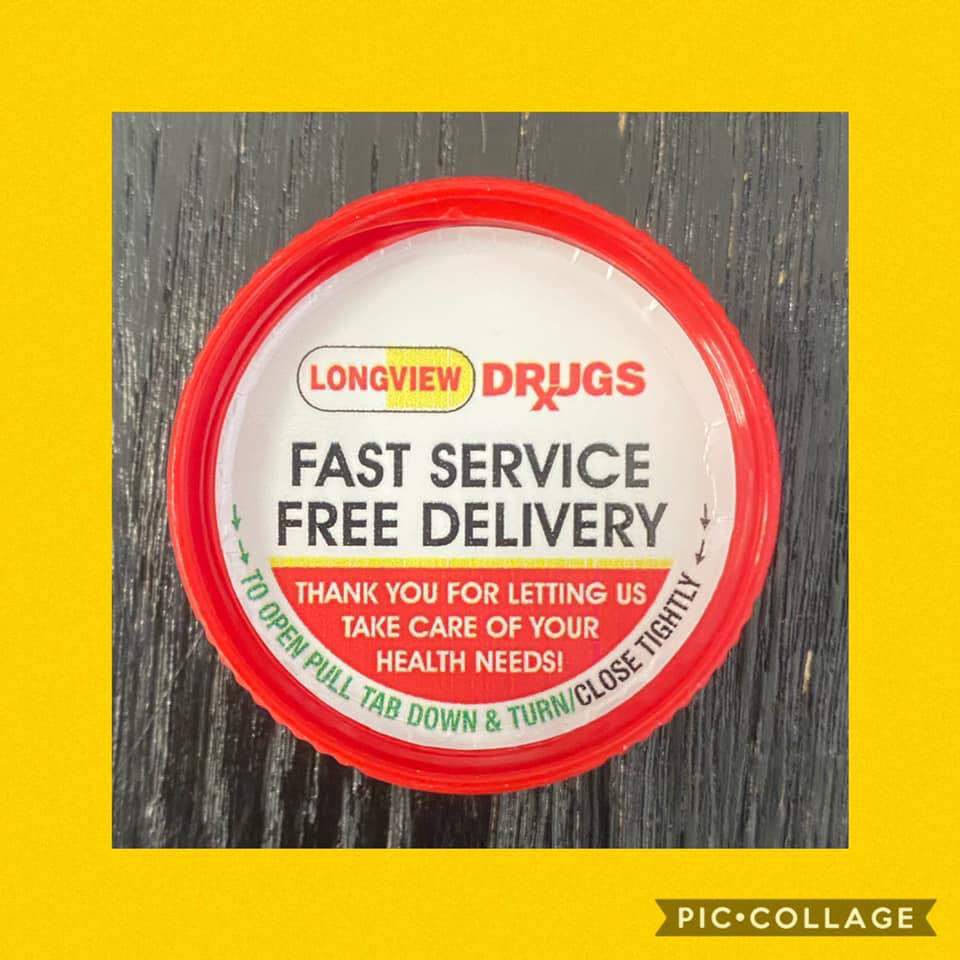 LONGVIEW DRUGS
FAST SERVICE
FREE DELIVERY
THANK YOU FOR LETTING US
TAKE CARE OF YOUR
HEALTH NEEDS!
TO OPEN PULL TAB DOWN & TURN/CLOSE TIGHTLY
PIC•COLLAGE